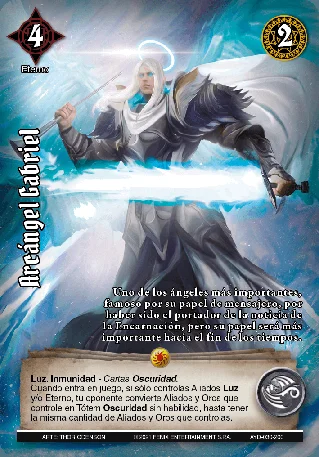 4
2
Eterno
Arcángel Gabriel
Uno de los ángeles más importantes,
famoso por su papel de mensajero, por
haber sido el portador de la noticia de
la Encarnación, pero su papel será más
importante hacia el fin de los tiempos.
Luz. Inmunidad - Cartas Oscuridad.
Cuando entra en juego, si sólo controlas Aliados Luz
y/o Eterno, tu oponente convierte Aliados y Oros que
controle en Tótem Oscuridad sin habilidad, hasta tener
la misma cantidad de Aliados y Oros que controlas.
©2021 FENIX ENTERTAINMENT S.P.A.